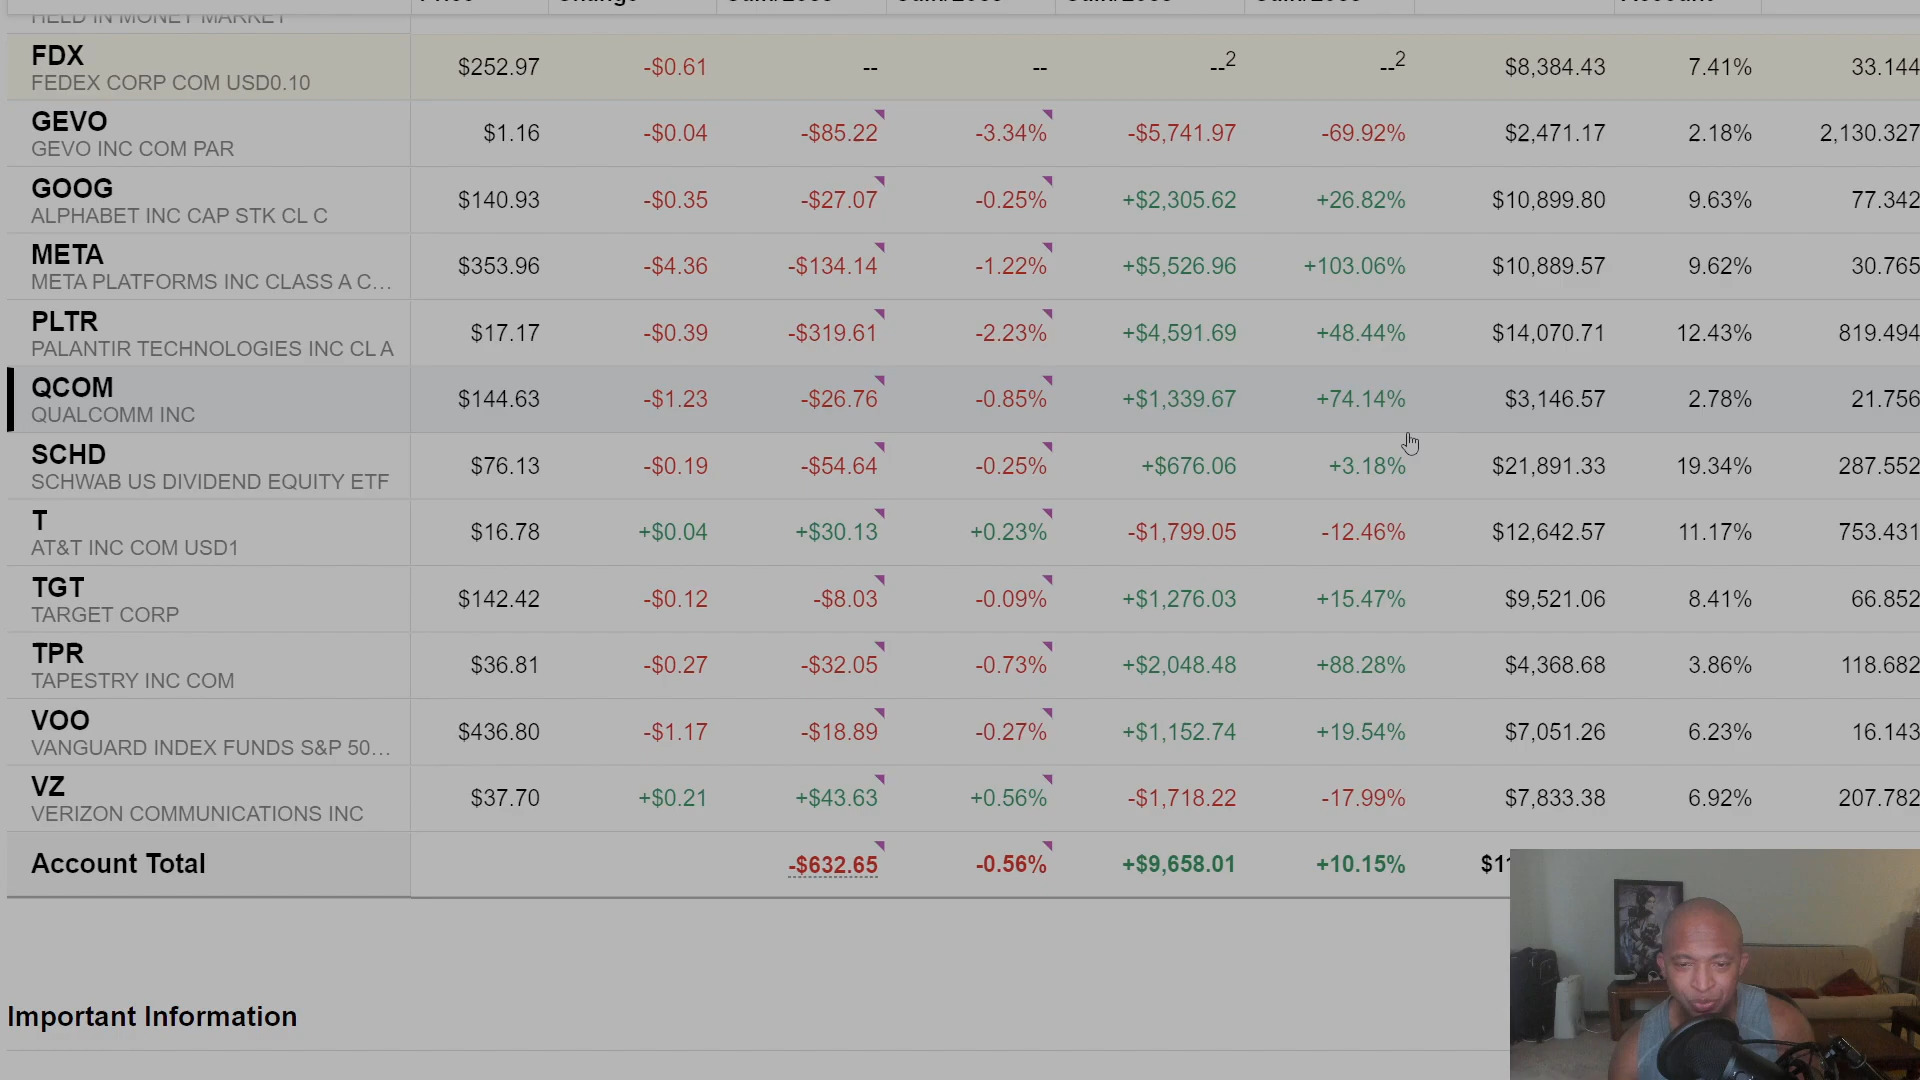 HELD IN MONEY MARKET
FDX
FEDEX CORP COM USD0.10
$252.97 -$0.61 -- -- --2 --2 $8,384.43 7.41% 33.144
GEVO
GEVO INC COM PAR
$1.16 -$0.04 -$85.22 -3.34% -$5,741.97 -69.92% $2,471.17 2.18% 2,130.327
GOOG
ALPHABET INC CAP STK CL C
$140.93 -$0.35 -$27.07 -0.25% +$2,305.62 +26.82% $10,899.80 9.63% 77.342
META
META PLATFORMS INC CLASS A C...
$353.96 -$4.36 -$134.14 -1.22% +$5,526.96 +103.06% $10,889.57 9.62% 30.765
PLTR
PALANTIR TECHNOLOGIES INC CL A
$17.17 -$0.39 -$319.61 -2.23% +$4,591.69 +48.44% $14,070.71 12.43% 819.494
QCOM
QUALCOMM INC
$144.63 -$1.23 -$26.76 -0.85% +$1,339.67 +74.14% $3,146.57 2.78% 21.756
SCHD
SCHWAB US DIVIDEND EQUITY ETF
$76.13 -$0.19 -$54.64 -0.25% +$676.06 +3.18% $21,891.33 19.34% 287.552
T
AT&T INC COM USD1
$16.78 +$0.04 +$30.13 +0.23% -$1,799.05 -12.46% $12,642.57 11.17% 753.431
TGT
TARGET CORP
$142.42 -$0.12 -$8.03 -0.09% +$1,276.03 +15.47% $9,521.06 8.41% 66.852
TPR
TAPESTRY INC COM
$36.81 -$0.27 -$32.05 -0.73% +$2,048.48 +88.28% $4,368.68 3.86% 118.682
VOO
VANGUARD INDEX FUNDS S&P 50...
$436.80 -$1.17 -$18.89 -0.27% +$1,152.74 +19.54% $7,051.26 6.23% 16.143
VZ
VERIZON COMMUNICATIONS INC
$37.70 +$0.21 +$43.63 +0.56% -$1,718.22 -17.99% $7,833.38 6.92% 207.782
Account Total -$632.65 -0.56% +$9,658.01 +10.15% $11
Important Information